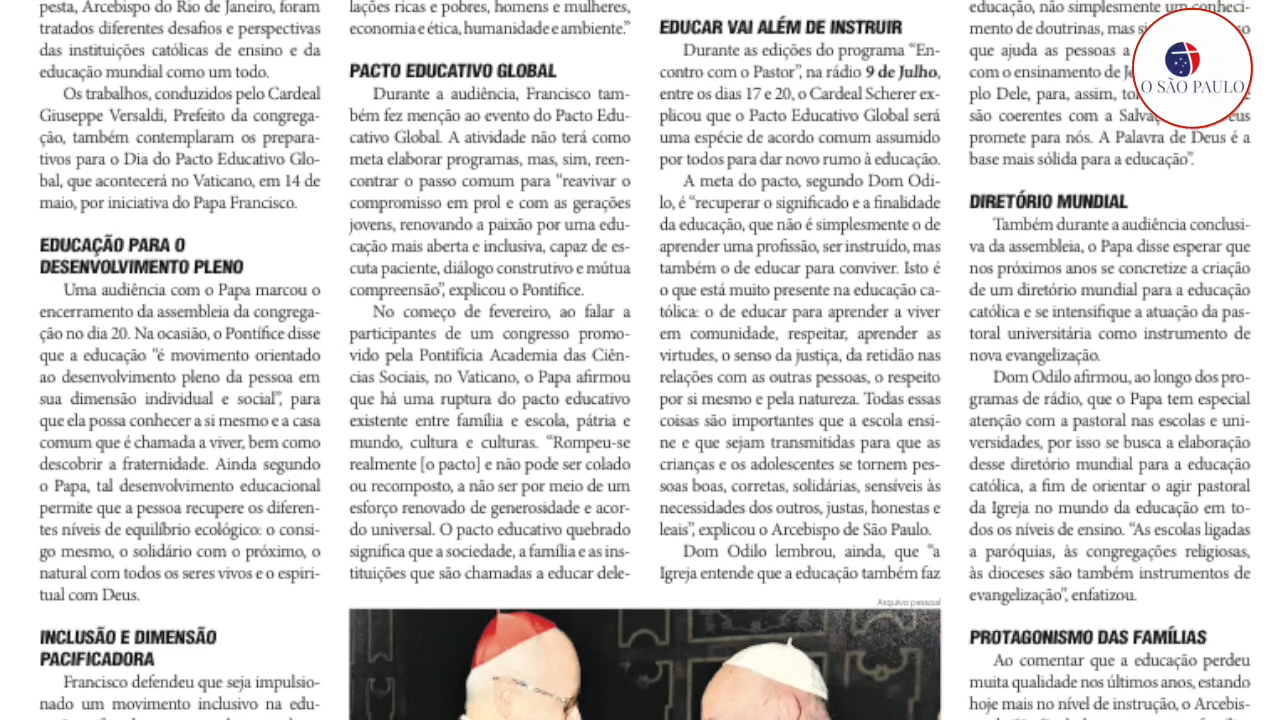 pesta, Arcebispo do Rio de Janeiro, foram
tratados diferentes desafios e perspectivas
das instituições católicas de ensino e da
educação mundial como um todo.
Os trabalhos, conduzidos pelo Cardeal
Giuseppe Versaldi, Prefeito da congrega-
ção, também contemplaram os prepara-
tivos para o Dia do Pacto Educativo Glo-
bal, que acontecerá no Vaticano, em 14 de
maio, por iniciativa do Papa Francisco.
EDUCAÇÃO PARA O
DESENVOLVIMENTO PLENO
Uma audiência com o Papa marcou o
encerramento da assembleia da congrega-
ção no dia 20. Na ocasião, o Pontífice disse
que a educação “é movimento orientado
ao desenvolvimento pleno da pessoa em
sua dimensão individual e social”, para
que ela possa conhecer a si mesmo e a casa
comum que é chamada a viver, bem como
descobrir a fraternidade. Ainda segundo
o Papa, tal desenvolvimento educacional
permite que a pessoa recupere os diferen-
tes níveis de equilíbrio ecológico: o consi-
go mesmo, o solidário com o próximo, o
natural com todos os seres vivos e o espiri-
tual com Deus.
INCLUSÃO E DIMENSÃO
PACIFICADORA
Francisco defendeu que seja impulsio-
nado um movimento inclusivo na edu-
lações ricas e pobres, homens e mulheres,
economia e ética, humanidade e ambiente.”
PACTO EDUCATIVO GLOBAL
Durante a audiência, Francisco tam-
bém fez menção ao evento do Pacto Edu-
cativo Global. A atividade não terá como
meta elaborar programas, mas, sim, reen-
contrar o passo comum para “reavivar o
compromisso em prol e com as gerações
jovens, renovando a paixão por uma edu-
cação mais aberta e inclusiva, capaz de es-
cuta paciente, diálogo construtivo e mútua
compreensão”, explicou o Pontífice.
No começo de fevereiro, ao falar a
participantes de um congresso promo-
vido pela Pontifícia Academia das Ciên-
cias Sociais, no Vaticano, o Papa afirmou
que há uma ruptura do pacto educativo
existente entre família e escola, pátria e
mundo, cultura e culturas. “Rompeu-se
realmente [o pacto] e não pode ser colado
ou recomposto, a não ser por meio de um
esforço renovado de generosidade e acor-
do universal. O pacto educativo quebrado
significa que a sociedade, a família e as ins-
tituições que são chamadas a educar dele-
EDUCAR VAI ALÉM DE INSTRUIR
Durante as edições do programa “En-
contro com o Pastor”, na rádio 9 de Julho,
entre os dias 17 e 20, o Cardeal Scherer ex-
plicou que o Pacto Educativo Global será
uma espécie de acordo comum assumido
por todos para dar novo rumo à educação.
A meta do pacto, segundo Dom Odi-
lo, é “recuperar o significado e a finalidade
da educação, que não é simplesmente o de
aprender uma profissão, ser instruído, mas
também o de educar para conviver. Isto é
o que está muito presente na educação ca-
tólica: o de educar para aprender a viver
em comunidade, respeitar, aprender as
virtudes, o senso da justiça, da retidão nas
relações com as outras pessoas, o respeito
por si mesmo e pela natureza. Todas essas
coisas são importantes que a escola ensi-
ne e que sejam transmitidas para que as
crianças e os adolescentes se tornem pes-
soas boas, corretas, solidárias, sensíveis às
necessidades dos outros, justas, honestas e
leais”, explicou o Arcebispo de São Paulo.
Dom Odilo lembrou, ainda, que “a
Igreja entende que a educação também faz
Arquivo pessoal
educação, não simplesmente um conheci-
mento de doutrinas, mas
que ajuda as pessoas a
com o ensinamento de
plo Dele, para, assim,
são coerentes com a
promete para nós. A Palavra de Deus é a
base mais sólida para a educação”.
DIRETÓRIO MUNDIAL
Também durante a audiência conclusi-
va da assembleia, o Papa disse esperar que
nos próximos anos se concretize a criação
de um diretório mundial para a educação
católica e se intensifique a atuação da pas-
toral universitária como instrumento de
nova evangelização.
Dom Odilo afirmou, ao longo dos pro-
gramas de rádio, que o Papa tem especial
atenção com a pastoral nas escolas e uni-
versidades, por isso se busca a elaboração
desse diretório mundial para a educação
católica, a fim de orientar o agir pastoral
da Igreja no mundo da educação em to-
dos os níveis de ensino. “As escolas ligadas
a paróquias, às congregações religiosas,
às dioceses são também instrumentos de
evangelização”, enfatizou.
PROTAGONISMO DAS FAMÍLIAS
Ao comentar que a educação perdeu
muita qualidade nos últimos anos, estando
hoje mais no nível de instrução, o Arcebis-
O SÃO PAULO